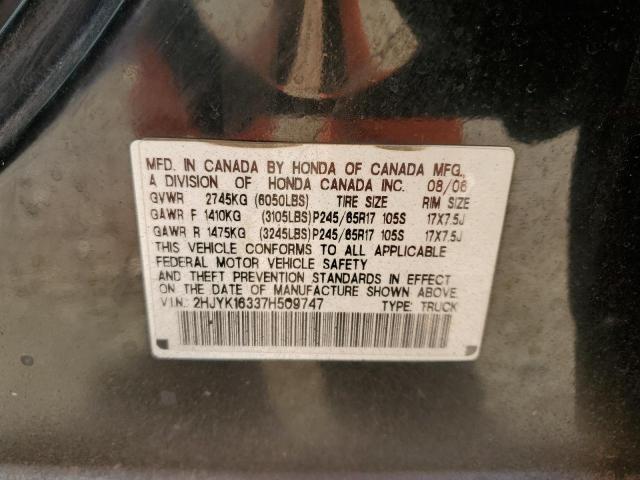 MFD. IN CANADA BY HONDA OF CANADA MFG.,
A DIVISION OF HONDA CANADA INC. 08/06
GVWR 2745KG (6050LBS) TIRE SIZE RIM SIZE
GAWR F 1410KG (3105LBS)P245/65R17 105S 17X7.5J
GAWR R 1475KG (3245LBS)P245/65R17 105S 17X7.5J
THIS VEHICLE CONFORMS TO ALL APPLICABLE
FEDERAL MOTOR VEHICLE SAFETY
AND THEFT PREVENTION STANDARDS IN EFFECT
ON THE DATE OF MANUFACTURE SHOWN ABOVE.
V.I.N.: 2HJYK16337H509747 TYPE: TRUCK